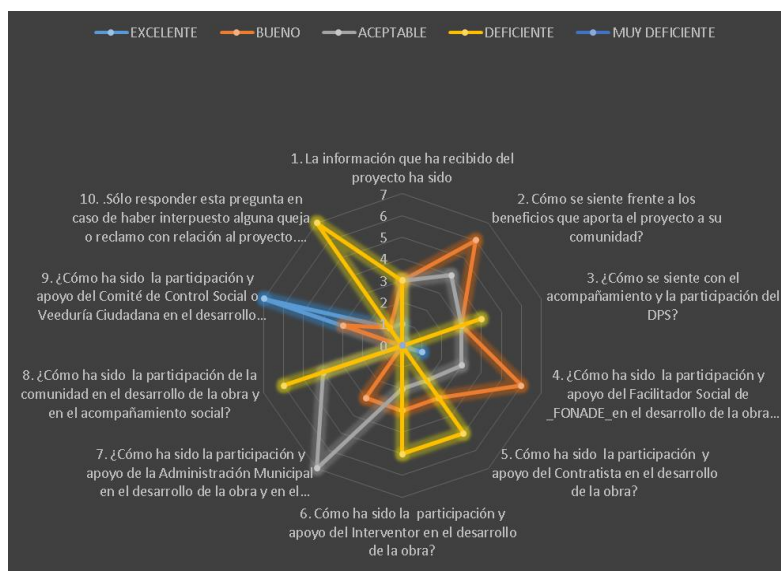 EXCELENTE BUENO ACEPTABLE DEFICIENTE MUY DEFICIENTE
1. La información que ha recibido del
proyecto ha sido
2. Cómo se siente frente a los
beneficios que aporta el proyecto a su
comunidad?
3. ¿Cómo se siente con el
acompañamiento y la participación del
DPS?
4. ¿Cómo ha sido la participación y
apoyo del Facilitador Social de
_FONADE_en el desarrollo de la obra...
5. Cómo ha sido la participación y
apoyo del Contratista en el desarrollo
de la obra?
6. Cómo ha sido la participación y
apoyo del Interventor en el desarrollo
de la obra?
7. ¿Cómo ha sido la participación y
apoyo de la Administración Municipal
en el desarrollo de la obra y en el...
8. ¿Cómo ha sido la participación de la
comunidad en el desarrollo de la obra y
en el acompañamiento social?
9. ¿Cómo ha sido la participación y
apoyo del Comité de Control Social o
Veeduría Ciudadana en el desarrollo...
10. .Sólo responder esta pregunta en
caso de haber interpuesto alguna queja
o reclamo con relación al proyecto....
7
6
5
4
3
2
1
0